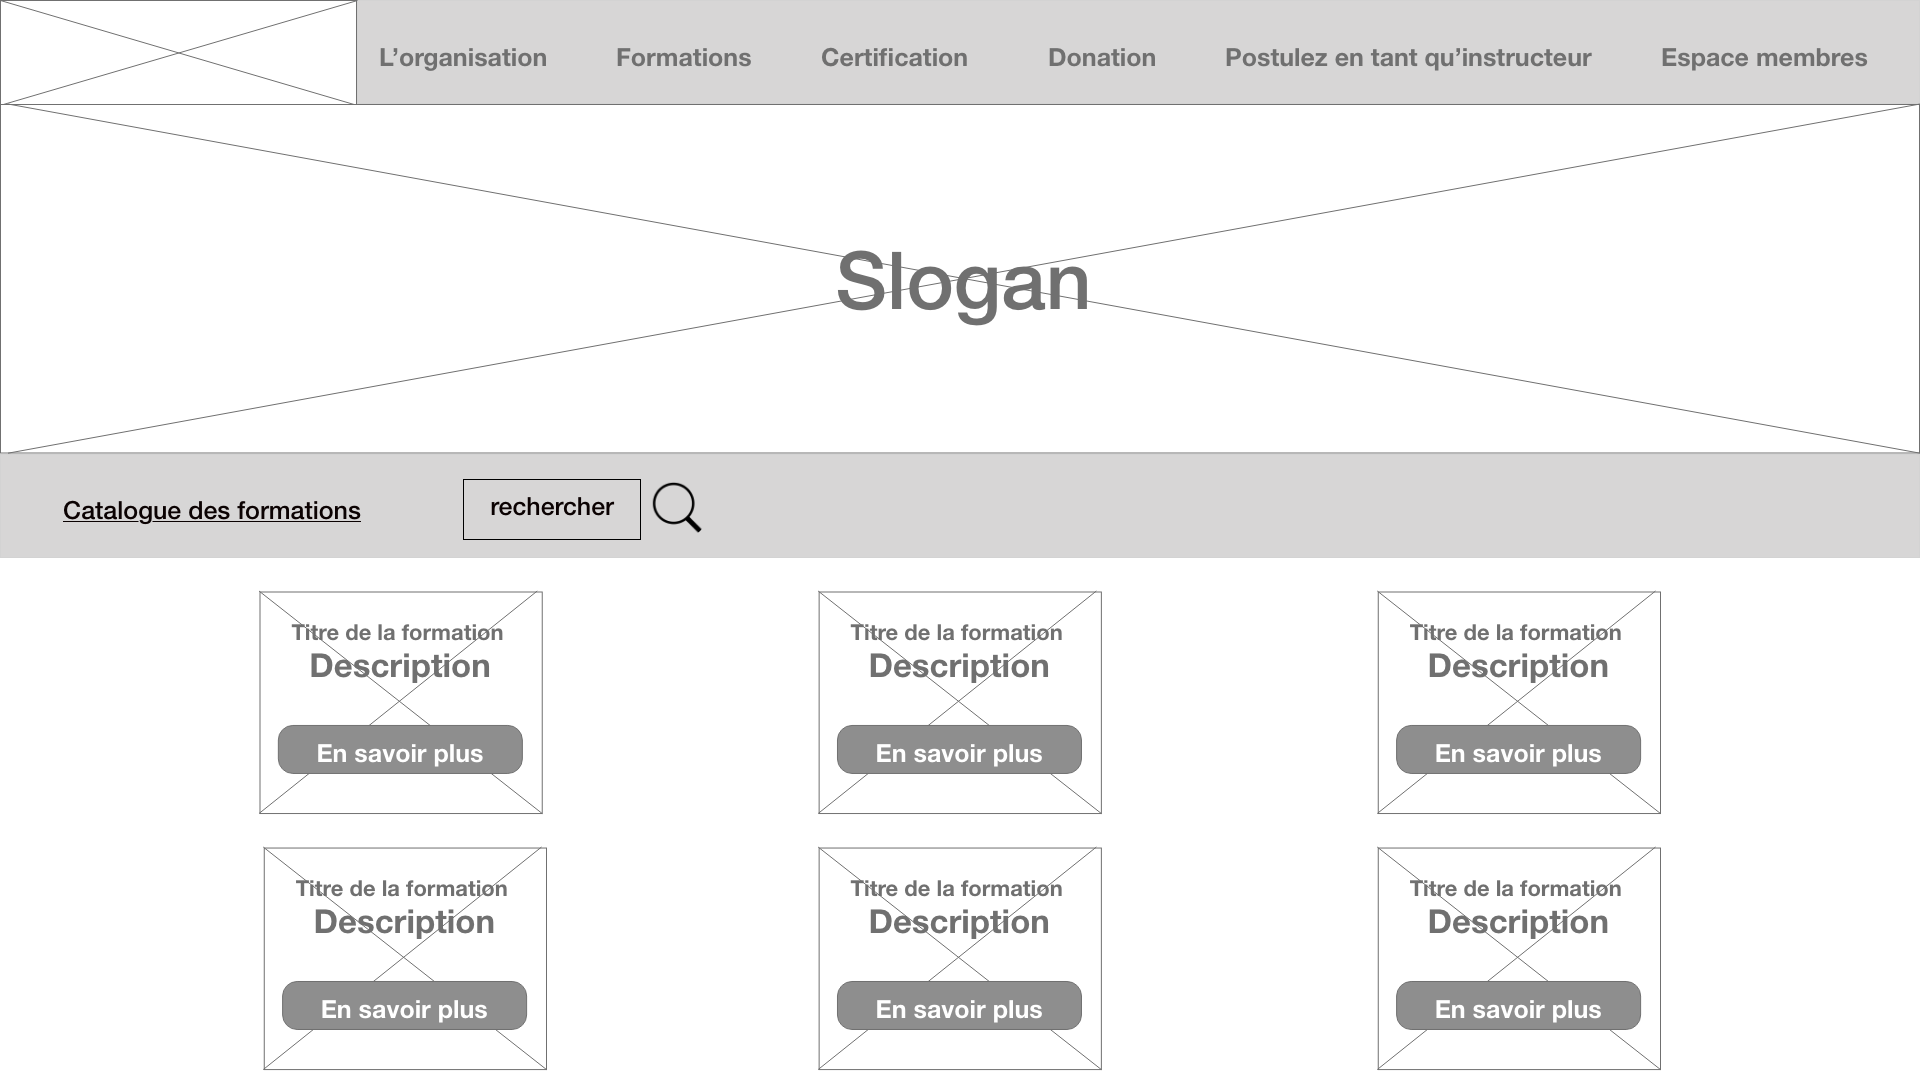 L’organisation Formations Certification Donation Postulez en tant qu’instructeur Espace membres
Slogan
Catalogue des formations rechercher
Titre de la formation Titre de la formation Titre de la formation
Description Description Description
En savoir plus En savoir plus En savoir plus
Titre de la formation Titre de la formation Titre de la formation
Description Description Description
En savoir plus En savoir plus En savoir plus